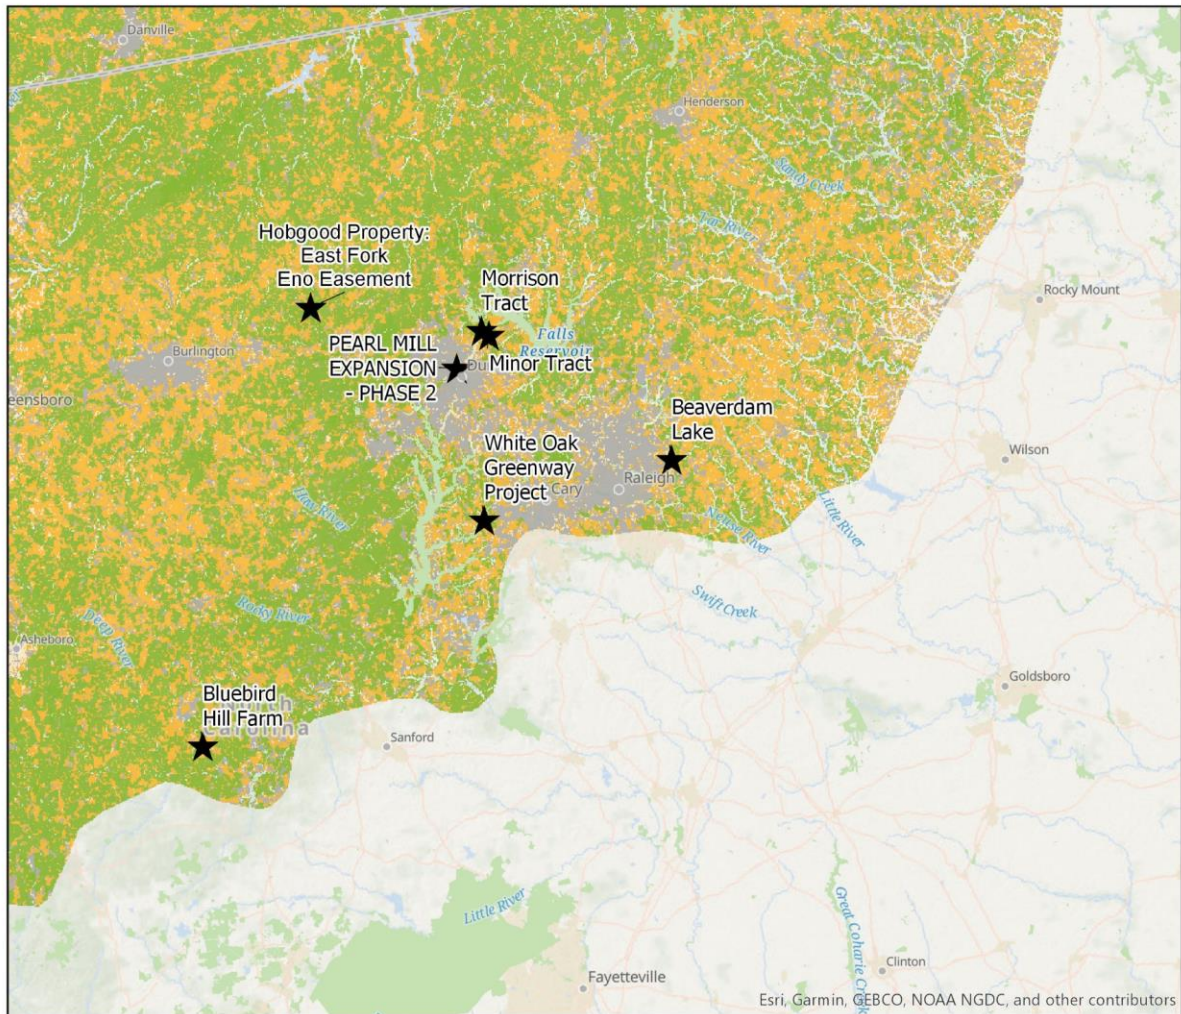 Danville
Henderson
Sandy Creek
Tar River
Hobgood Property:
East Fork
Eno Easement
Morrison
Tract
Rocky Mount
Falls
Reservoir
PEARL MILL
EXPANSION
- PHASE 2
Du
Minor Tract
Burlington
eensboro
Beaverdam
Lake
White Oak
Greenway
Project
Wilson
Raleigh
Cary
Haw River
Neuse River
Little River
Swift Creek
Rocky River
Deep River
Asheboro
Goldsboro
Bluebird
Hill Farm
North
Carolina
Sanford
Little River
Great Coharie Creek
Clinton
Fayetteville
Esri, Garmin, GEBCO, NOAA NGDC, and other contributors